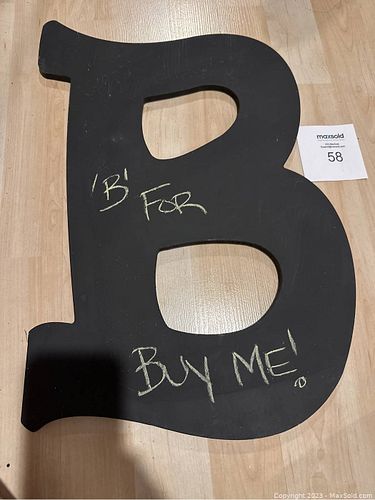 B
maxsold
58
'B' FOR
BUY ME!
Copyright 2023 - MaxSold.com